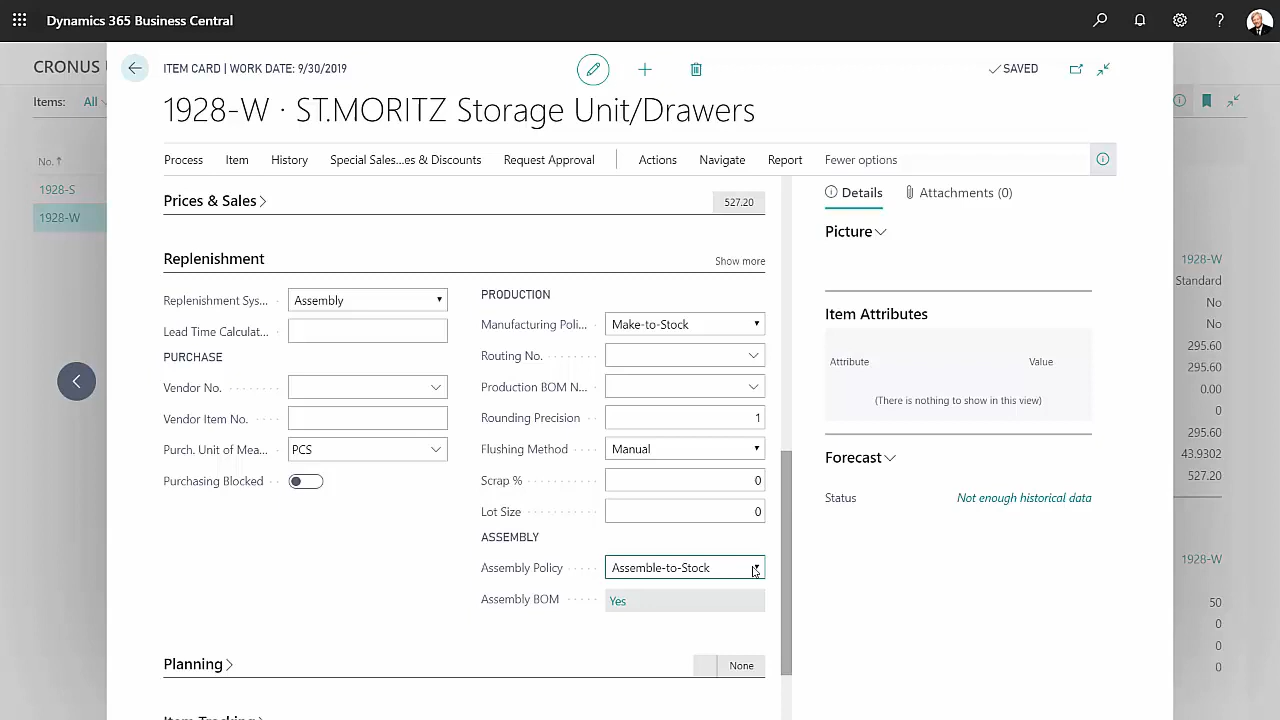 Dynamics 365 Business Central
?
CRONUS U
Items: All
No. ↑
1928-S
1928-W
ITEM CARD | WORK DATE: 9/30/2019
SAVED
1928-W · ST.MORITZ Storage Unit/Drawers
Process Item History Special Sales...es & Discounts Request Approval Actions Navigate Report Fewer options
Prices & Sales
527.20
Replenishment
Show more
Replenishment Sys...
Assembly
Lead Time Calculat...
PURCHASE
Vendor No.
Vendor Item No.
Purch. Unit of Mea...
PCS
Purchasing Blocked
PRODUCTION
Manufacturing Poli...
Make-to-Stock
Routing No.
Production BOM N...
Rounding Precision
1
Flushing Method
Manual
Scrap %
0
Lot Size
0
ASSEMBLY
Assembly Policy
Assemble-to-Stock
Assembly BOM
Yes
Planning
None
Item Tracking
Details Attachments (0)
Picture
Item Attributes
Attribute Value
(There is nothing to show in this view)
Forecast
Status
Not enough historical data
1928-W
Standard
No
No
295.60
295.60
0.00
0
295.60
43.9302
527.20
1928-W
50
0
0
0